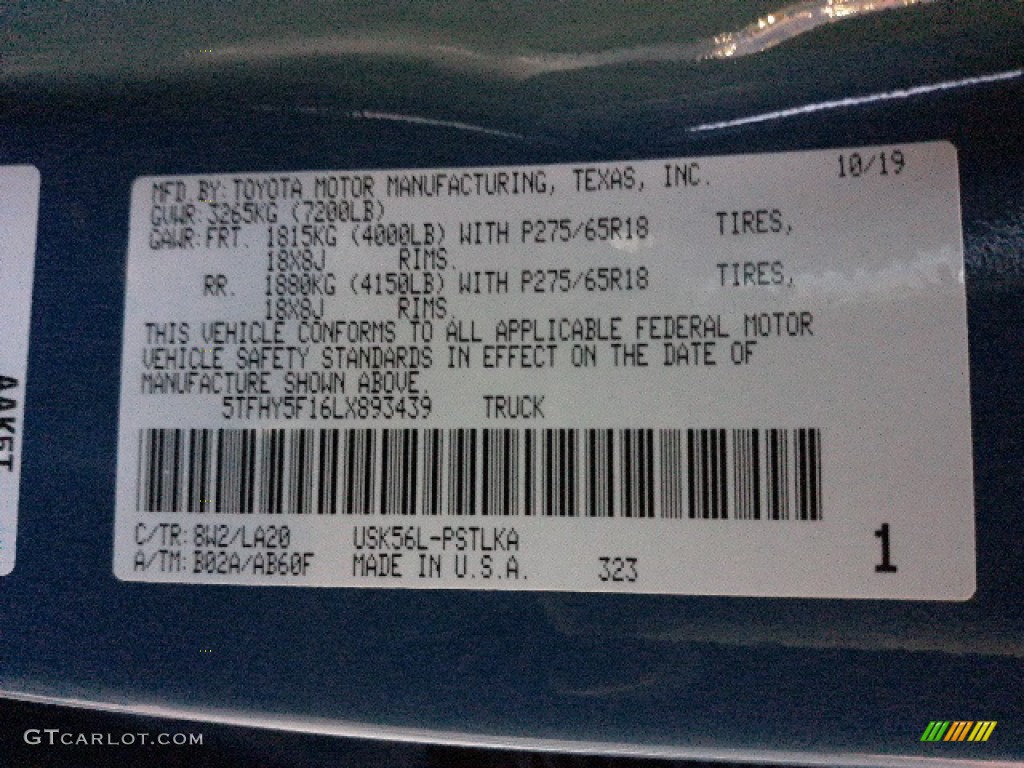 MFD.BY:TOYOTA MOTOR MANUFACTURING, TEXAS, INC. 10/19
GVWR:3265KG (7200LB)
GAWR:FRT. 1815KG (4000LB) WITH P275/65R18 TIRES,
18X8J RIMS.
RR. 1880KG (4150LB) WITH P275/65R18 TIRES,
18X8J RIMS.
THIS VEHICLE CONFORMS TO ALL APPLICABLE FEDERAL MOTOR
VEHICLE SAFETY STANDARDS IN EFFECT ON THE DATE OF
MANUFACTURE SHOWN ABOVE.
5TFHY5F16LX893439 TRUCK
C/TR:8W2/LA20 USK56L-PSTLKA
A/TM:B02A/AB60F MADE IN U.S.A. 323
1
AAK5T
GTCARLOT.COM